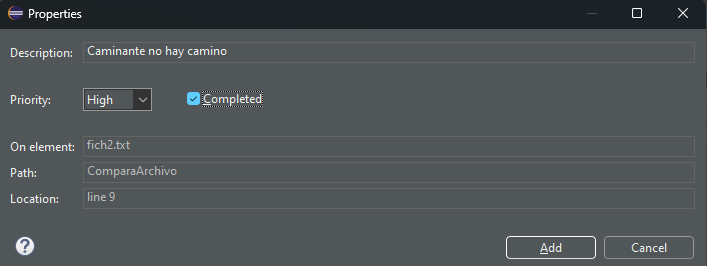 Properties
Description: Caminante no hay camino
Priority: High Completed
On element: fich2.txt
Path: ComparaArchivo
Location: line 9
? Add Cancel